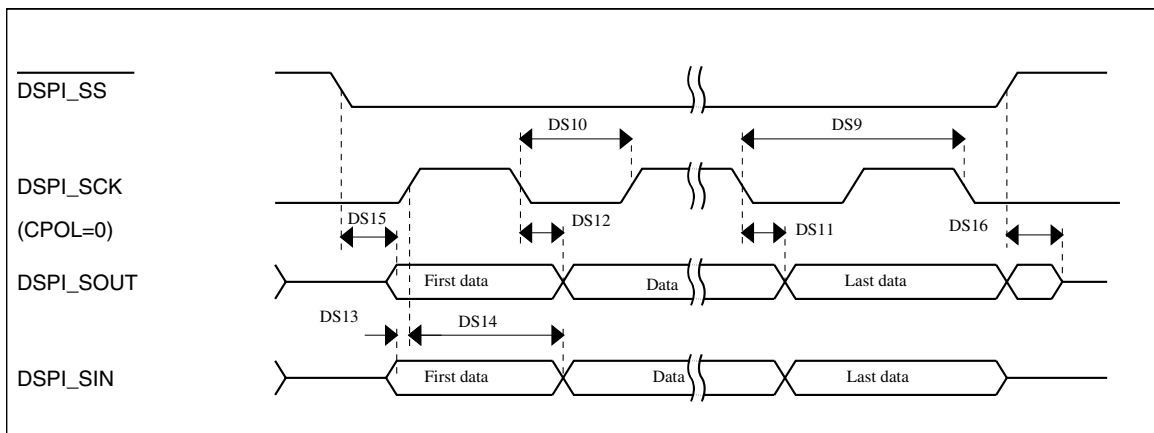 DSPI_SS
DS10
DS9
DSPI_SCK
DS15
DS12
DS11
DS16
(CPOL=0)
DSPI_SOUT
First data
Data
Last data
DS13
DS14
DSPI_SIN
First data
Data
Last data